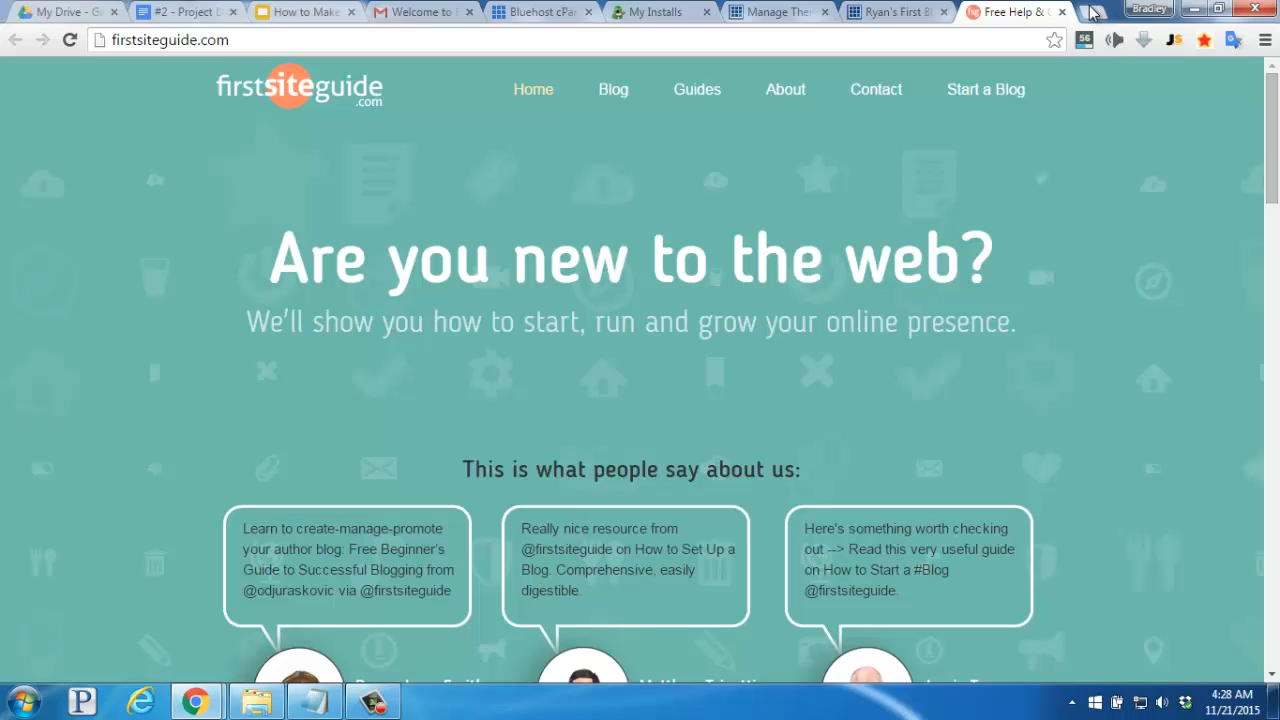 My Drive - G
#2 - Project D
How to Make
Welcome to
Bluehost cPa
My Installs
Manage The
Ryan's First B
Free Help &
Bradley
firstsiteguide.com
56
firstsiteguide
.com
Home
Blog
Guides
About
Contact
Start a Blog
Are you new to the web?
We'll show you how to start, run and grow your online presence.
This is what people say about us:
Learn to create-manage-promote
your author blog: Free Beginner's
Guide to Successful Blogging from
@odjuraskovic via @firstsiteguide
Really nice resource from
@firstsiteguide on How to Set Up a
Blog. Comprehensive, easily
digestible.
Here's something worth checking
out --> Read this very useful guide
on How to Start a #Blog
@firstsiteguide.
4:28 AM
11/21/2015